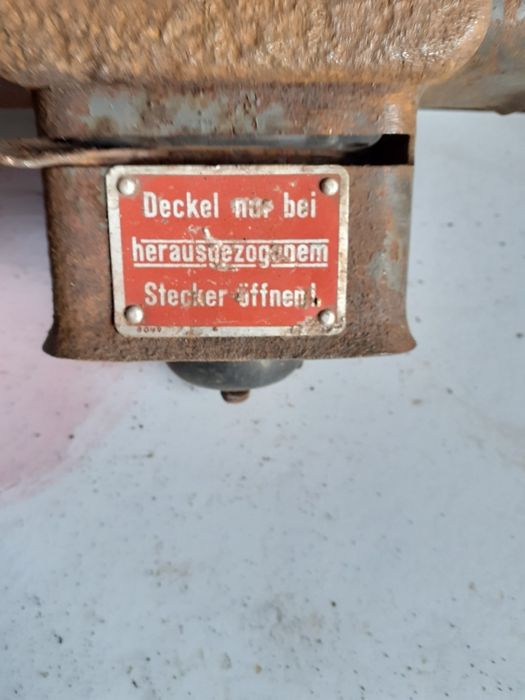 Deckel nur bei
herausgezogenem
Stecker öffnen!